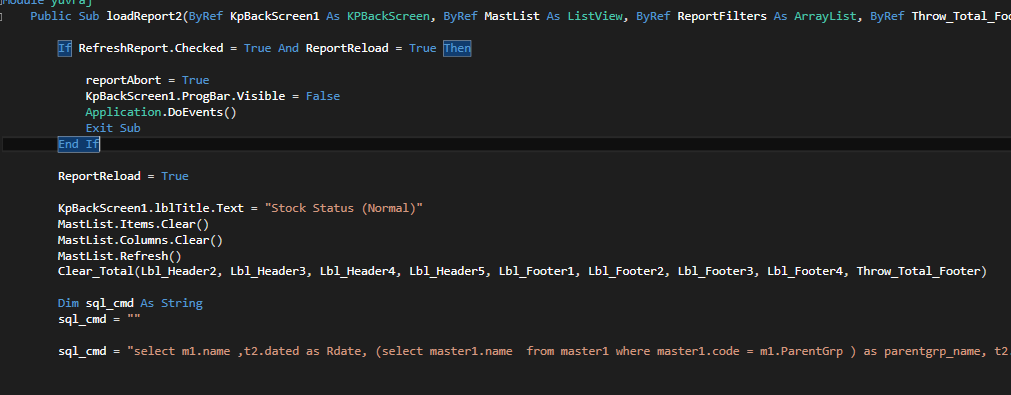 Module yuvraj
Public Sub loadReport2(ByRef KpBackScreen1 As KPBackScreen, ByRef MastList As ListView, ByRef ReportFilters As ArrayList, ByRef Throw_Total_Foo
If RefreshReport.Checked = True And ReportReload = True Then
reportAbort = True
KpBackScreen1.ProgBar.Visible = False
Application.DoEvents()
Exit Sub
End If
ReportReload = True
KpBackScreen1.lblTitle.Text = "Stock Status (Normal)"
MastList.Items.Clear()
MastList.Columns.Clear()
MastList.Refresh()
Clear_Total(Lbl_Header2, Lbl_Header3, Lbl_Header4, Lbl_Header5, Lbl_Footer1, Lbl_Footer2, Lbl_Footer3, Lbl_Footer4, Throw_Total_Footer)
Dim sql_cmd As String
sql_cmd = ""
sql_cmd = "select m1.name ,t2.dated as Rdate, (select master1.name  from master1 where master1.code = m1.ParentGrp ) as parentgrp_name, t2.